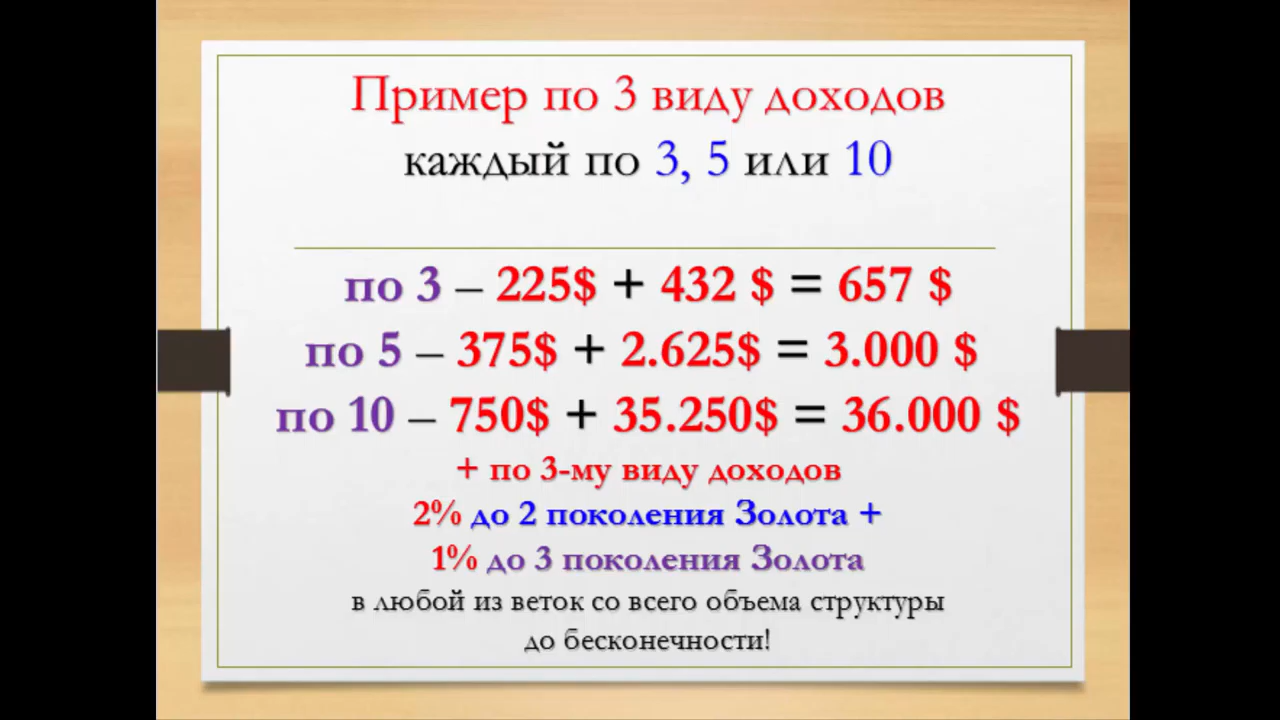 Пример по 3 виду доходов
каждый по 3, 5 или 10
по 3 – 225$ + 432 $ = 657 $
по 5 – 375$ + 2.625$ = 3.000 $
по 10 – 750$ + 35.250$ = 36.000 $
+ по 3-му виду доходов
2% до 2 поколения Золота +
1% до 3 поколения Золота
в любой из веток со всего объема структуры
до бесконечности!